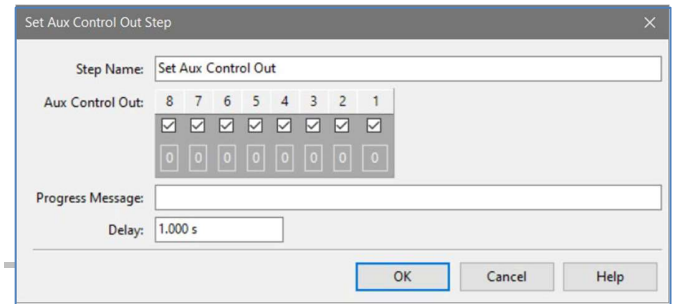 Set Aux Control Out Step
Step Name: Set Aux Control Out
Aux Control Out: 8 7 6 5 4 3 2 1
0 0 0 0 0 0 0 0
Progress Message:
Delay: 1.000 s
OK Cancel Help